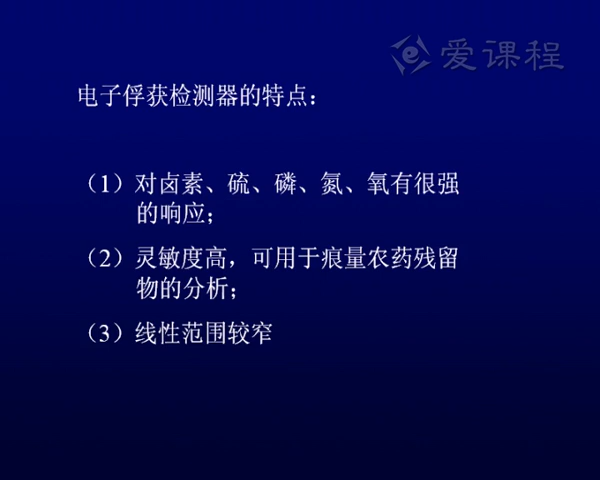 爱课程
电子俘获检测器的特点：
（1）对卤素、硫、磷、氮、氧有很强
的响应；
（2）灵敏度高，可用于痕量农药残留
物的分析；
（3）线性范围较窄